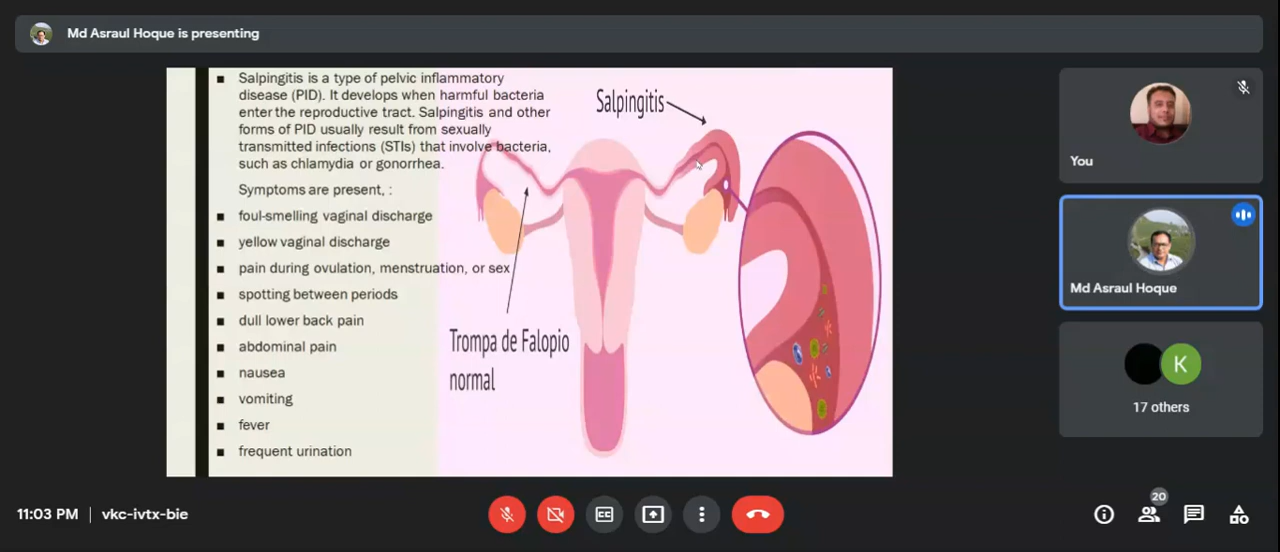 Md Asraul Hoque is presenting
■ Salpingitis is a type of pelvic inflammatory
disease (PID). It develops when harmful bacteria
enter the reproductive tract. Salpingitis and other
forms of PID usually result from sexually
transmitted infections (STIs) that involve bacteria,
such as chlamydia or gonorrhea.
Symptoms are present, :
■ foul-smelling vaginal discharge
■ yellow vaginal discharge
■ pain during ovulation, menstruation, or sex
■ spotting between periods
■ dull lower back pain
■ abdominal pain
■ nausea
■ vomiting
■ fever
■ frequent urination
Salpingitis
Trompa de Falopio
normal
You
Md Asraul Hoque
K
17 others
11:03 PM | vkc-ivtx-bie
CC
20